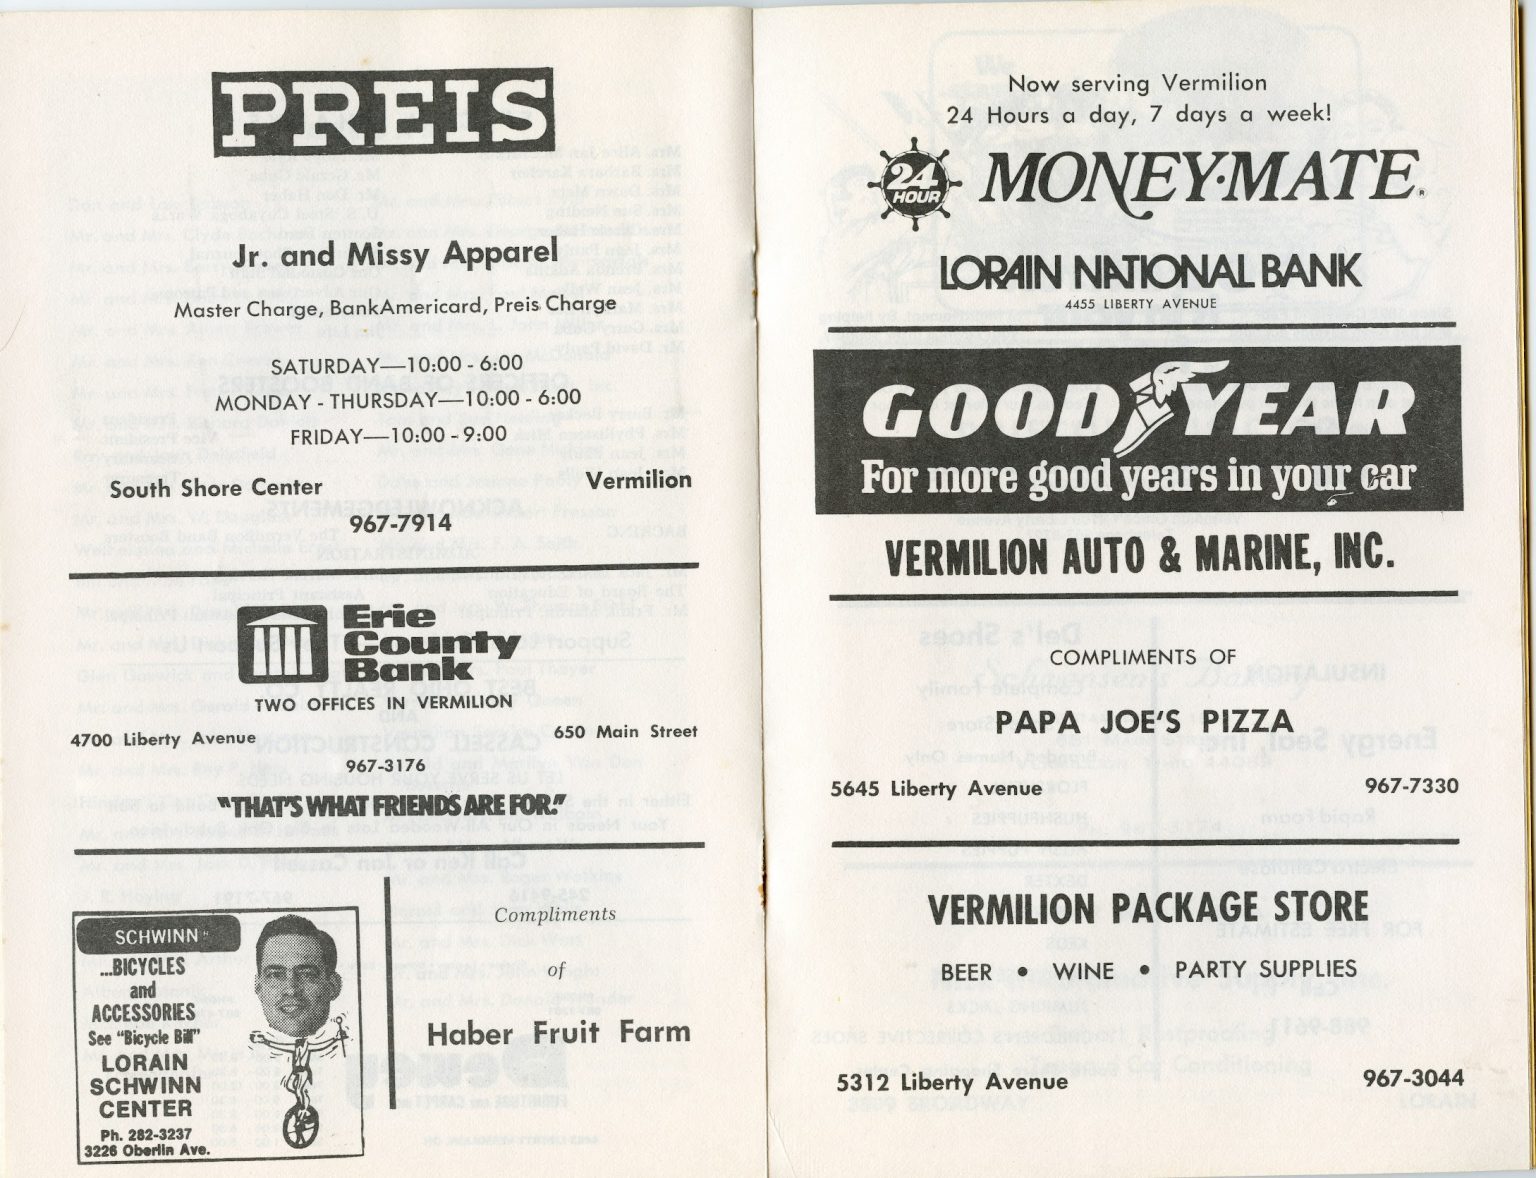 PREIS
Jr. and Missy Apparel
Master Charge, BankAmericard, Preis Charge
SATURDAY—10:00 - 6:00
MONDAY - THURSDAY—10:00 - 6:00
FRIDAY—10:00 - 9:00
South Shore Center Vermilion
967-7914
Erie
County
Bank
TWO OFFICES IN VERMILION
4700 Liberty Avenue 650 Main Street
967-3176
"THAT'S WHAT FRIENDS ARE FOR."
SCHWINN
...BICYCLES
and
ACCESSORIES
See "Bicycle Bill"
LORAIN
SCHWINN
CENTER
Ph. 282-3237
3226 Oberlin Ave.
Compliments
of
Haber Fruit Farm
Now serving Vermilion
24 Hours a day, 7 days a week!
24
HOUR
MONEY·MATE®
LORAIN NATIONAL BANK
4455 LIBERTY AVENUE
GOODYEAR
For more good years in your car
VERMILION AUTO & MARINE, INC.
COMPLIMENTS OF
PAPA JOE'S PIZZA
5645 Liberty Avenue 967-7330
VERMILION PACKAGE STORE
BEER • WINE • PARTY SUPPLIES
5312 Liberty Avenue 967-3044